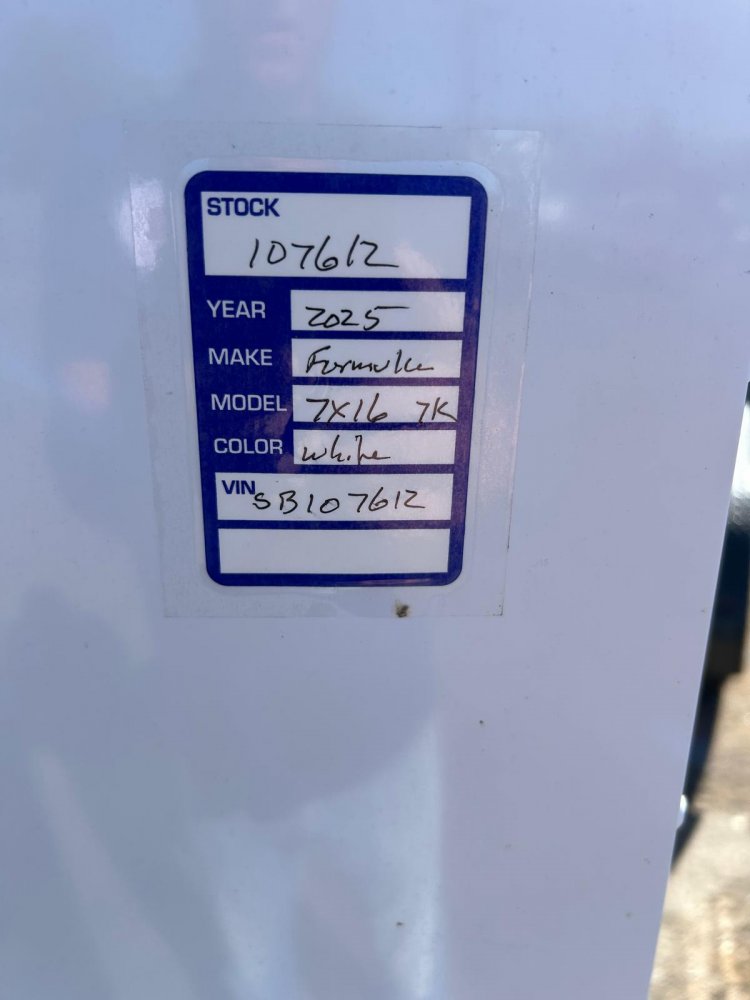 STOCK
107612
YEAR 2025
MAKE Formula
MODEL 7X16 7K
COLOR white
VIN SB107612